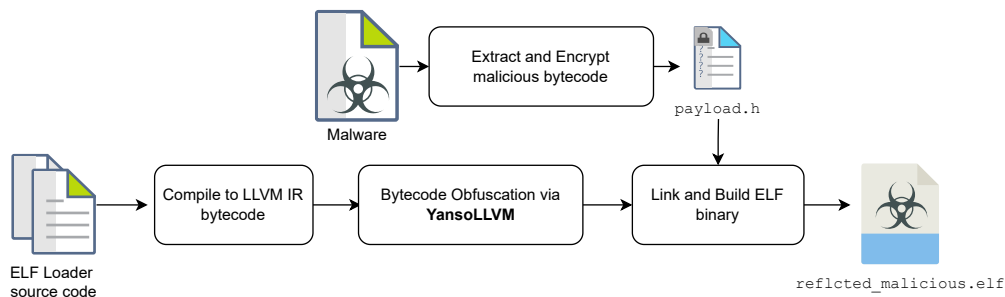 Extract and Encrypt
malicious bytecode
?
?
?
?
payload.h
Malware
Compile to LLVM IR
bytecode
Bytecode Obfuscation via
YansoLLVM
Link and Build ELF
binary
ELF Loader
source code
reflcted_malicious.elf